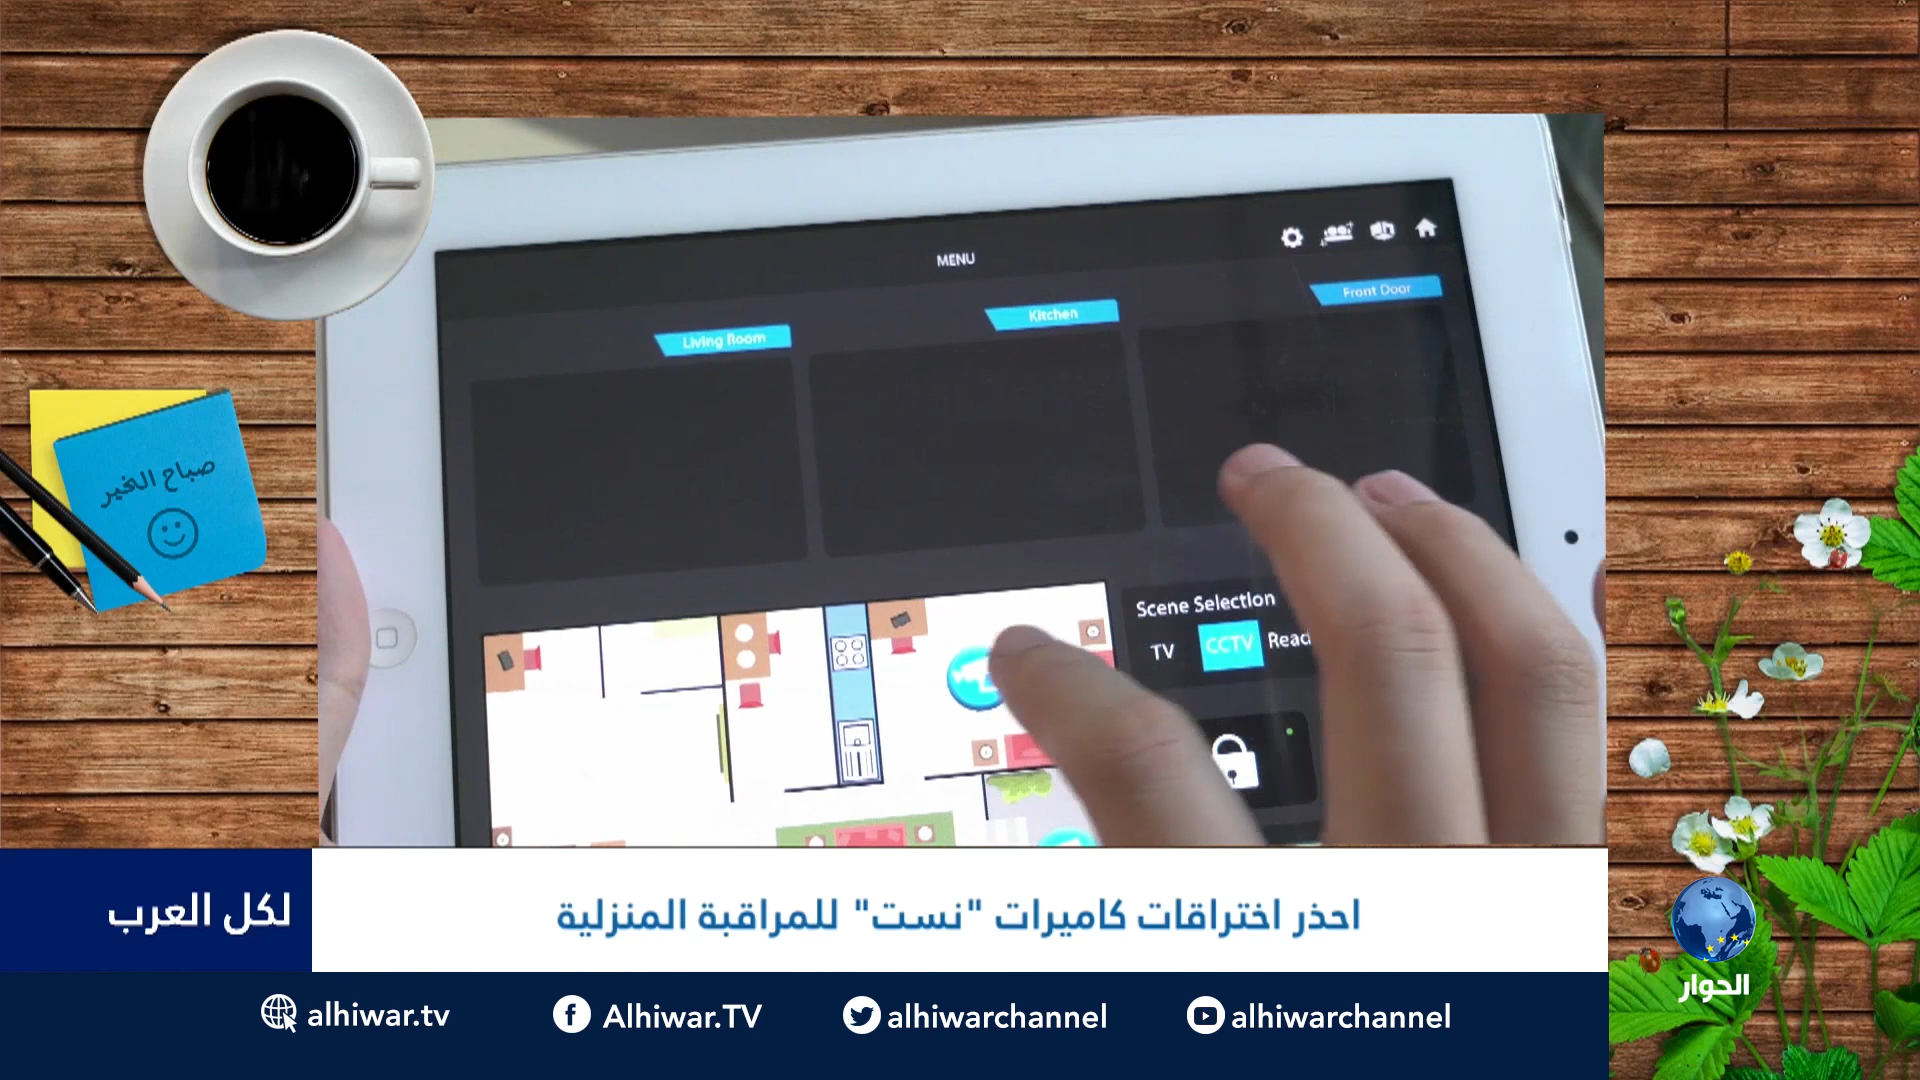 MENU
Living Room
Kitchen
Front Door
صباح الخير
Scene Selection
TV
CCTV
احذر اختراقات كاميرات "نست" للمراقبة المنزلية
لكل العرب
الحوار
alhiwar.tv
Alhiwar.TV
alhiwarchannel
alhiwarchannel